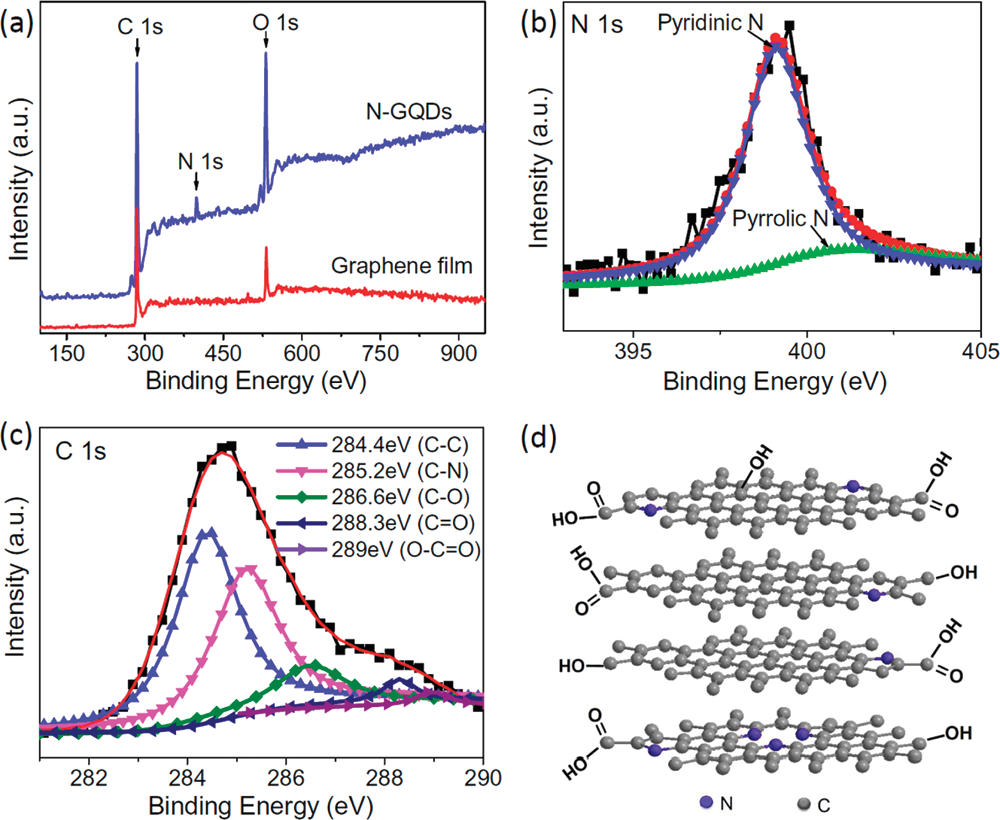 (a)
C 1s
O 1s
N-GQDs
N 1s
Graphene film
Intensity (a.u.)
150 300 450 600 750 900
Binding Energy (eV)
(b)
N 1s
Pyridinic N
Pyrrolic N
Intensity (a.u.)
395 400 405
Binding Energy (eV)
(c)
C 1s
284.4eV (C-C)
285.2eV (C-N)
286.6eV (C-O)
288.3eV (C=O)
289eV (O-C=O)
Intensity (a.u.)
282 284 286 288 290
Binding Energy (eV)
(d)
OH
OH
O
HO
O
HO
O
OH
OH
HO
O
O
HO
OH
N C